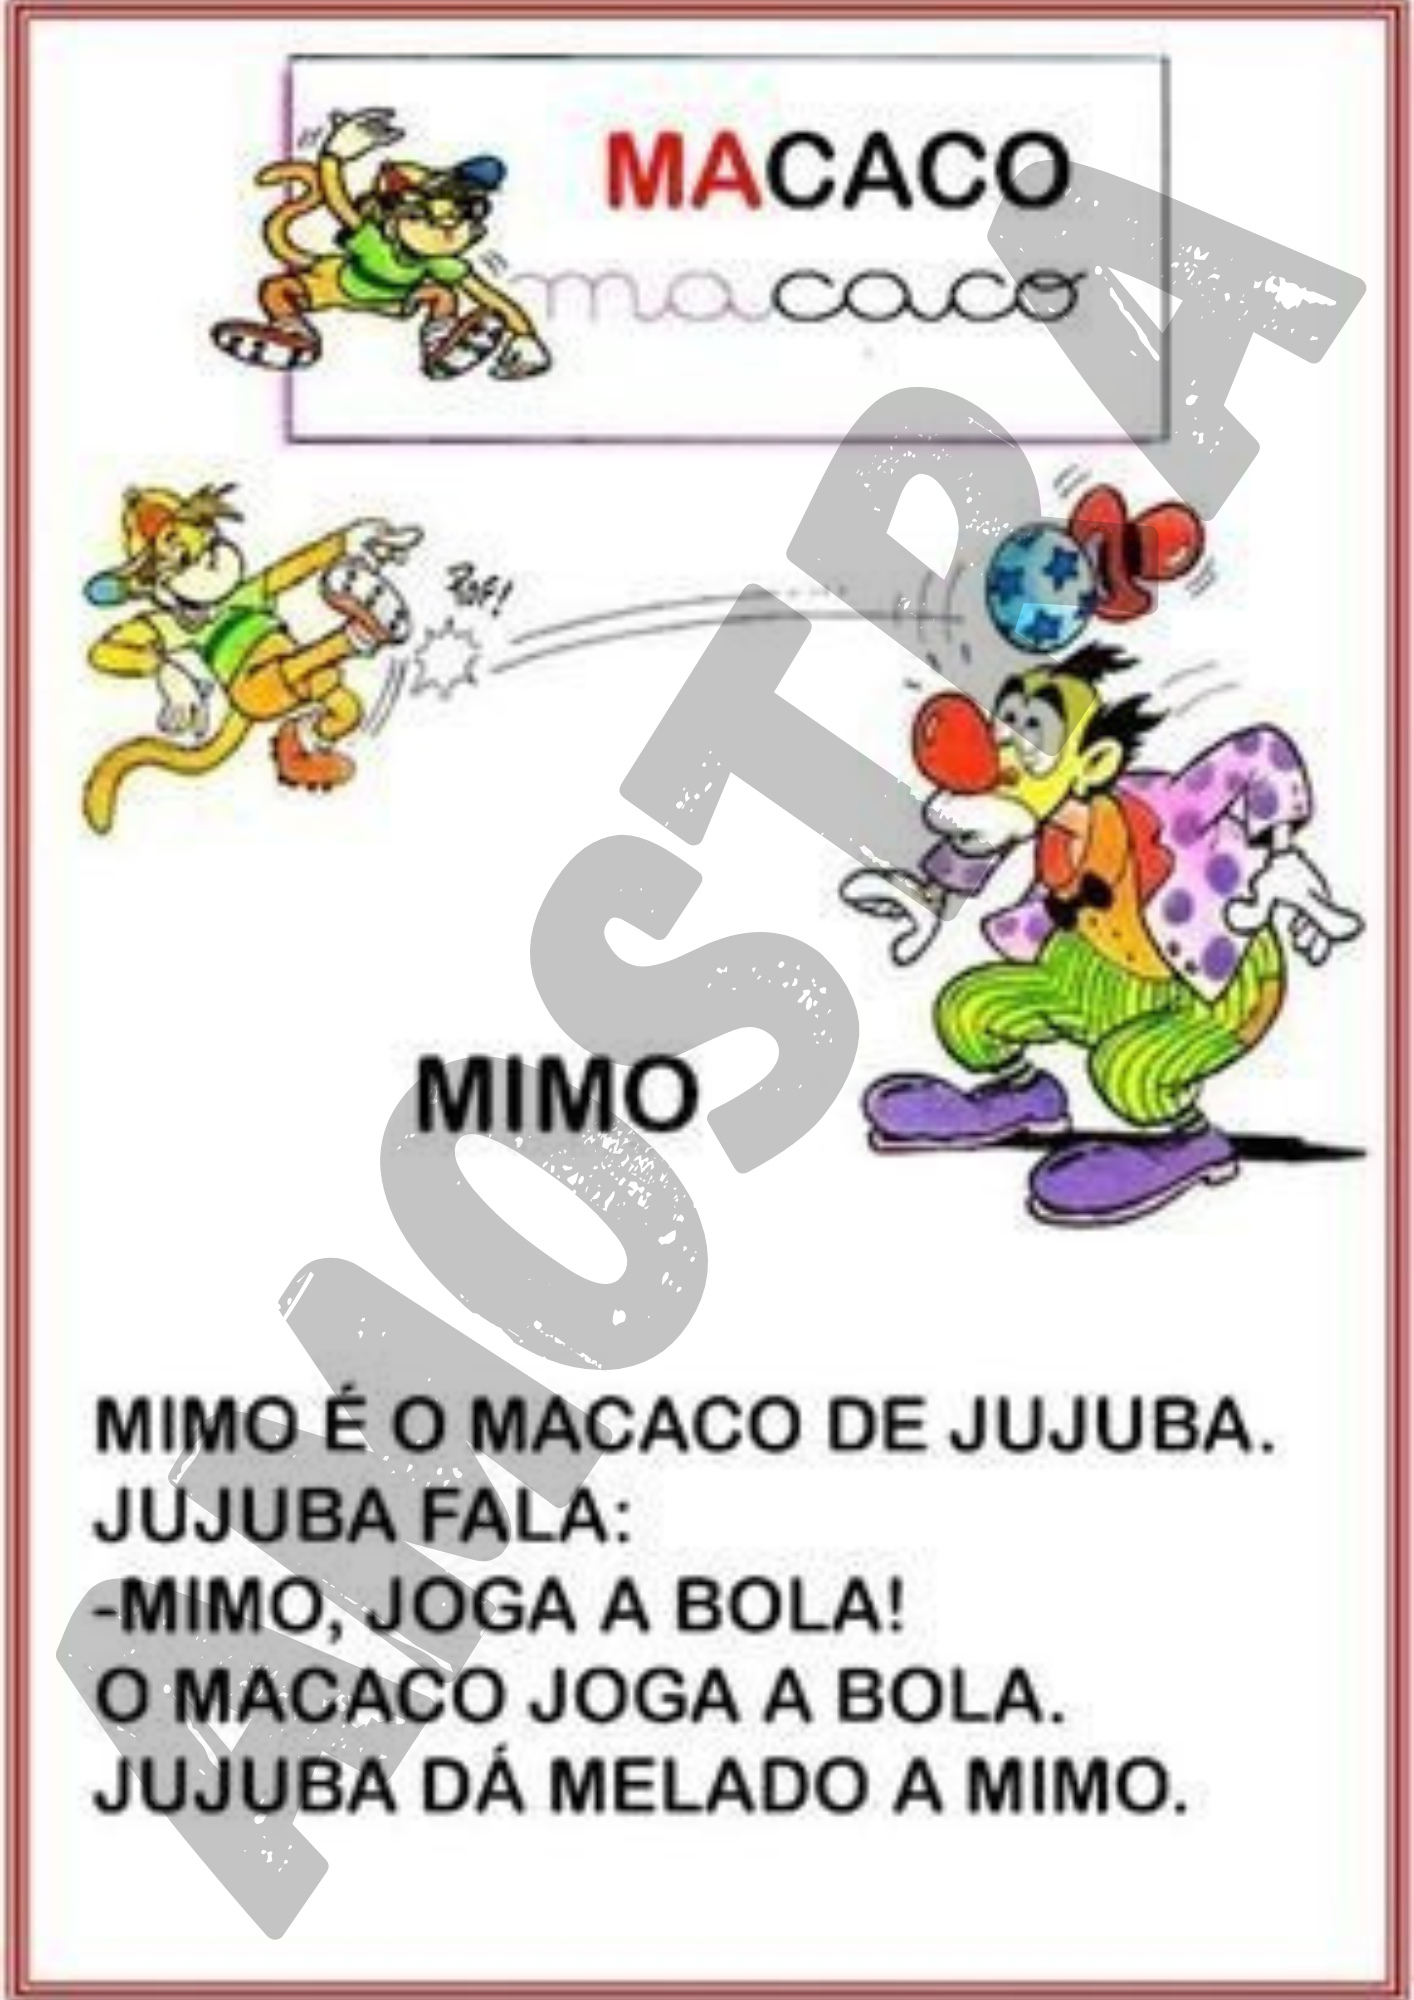 MACACO
macaco
POF!
MIMO
MIMO É O MACACO DE JUJUBA.
JUJUBA FALA:
-MIMO, JOGA A BOLA!
O MACACO JOGA A BOLA.
JUJUBA DÁ MELADO A MIMO.
AMOSTRA